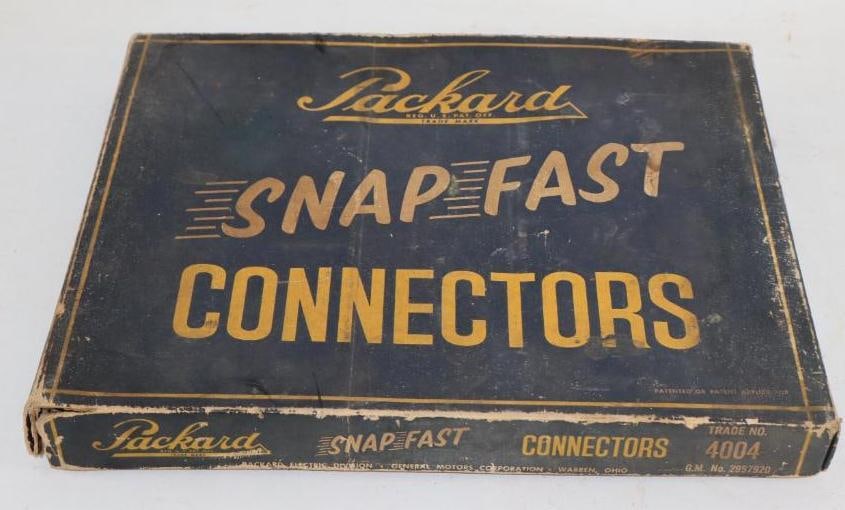 Packard
REG. U.S. PAT. OFF.
TRADE MARK
SNAP FAST
CONNECTORS
PATENTED OR PATENT APPLIED FOR
Packard
SNAP FAST
CONNECTORS
TRADE NO.
4004
PACKARD ELECTRIC DIVISION • GENERAL MOTORS CORPORATION • WARREN, OHIO
G.M. No. 2957920